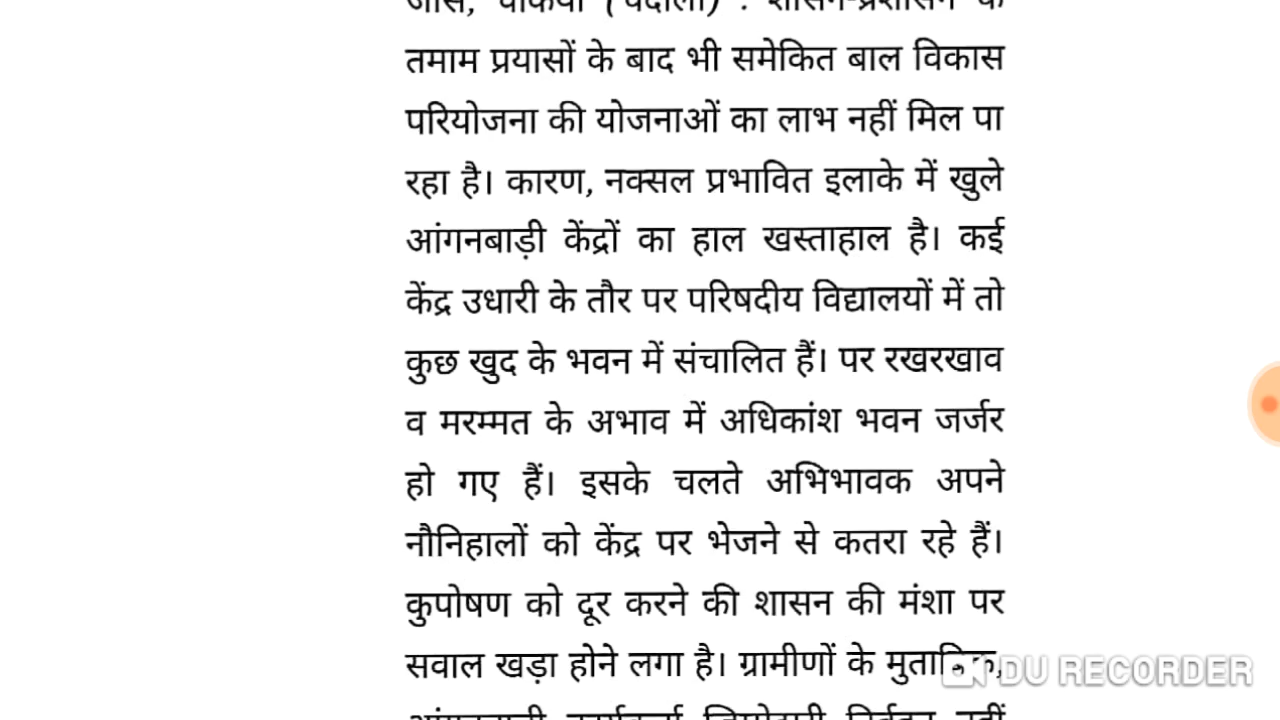 तमाम प्रयासों के बाद भी समेकित बाल विकास
परियोजना की योजनाओं का लाभ नहीं मिल पा
रहा है। कारण, नक्सल प्रभावित इलाके में खुले
आंगनबाड़ी केंद्रों का हाल खस्ताहाल है। कई
केंद्र उधारी के तौर पर परिषदीय विद्यालयों में तो
कुछ खुद के भवन में संचालित हैं। पर रखरखाव
व मरम्मत के अभाव में अधिकांश भवन जर्जर
हो गए हैं। इसके चलते अभिभावक अपने
नौनिहालों को केंद्र पर भेजने से कतरा रहे हैं।
कुपोषण को दूर करने की शासन की मंशा पर
सवाल खड़ा होने लगा है। ग्रामीणों के मुताबिक,
DU RECORDER